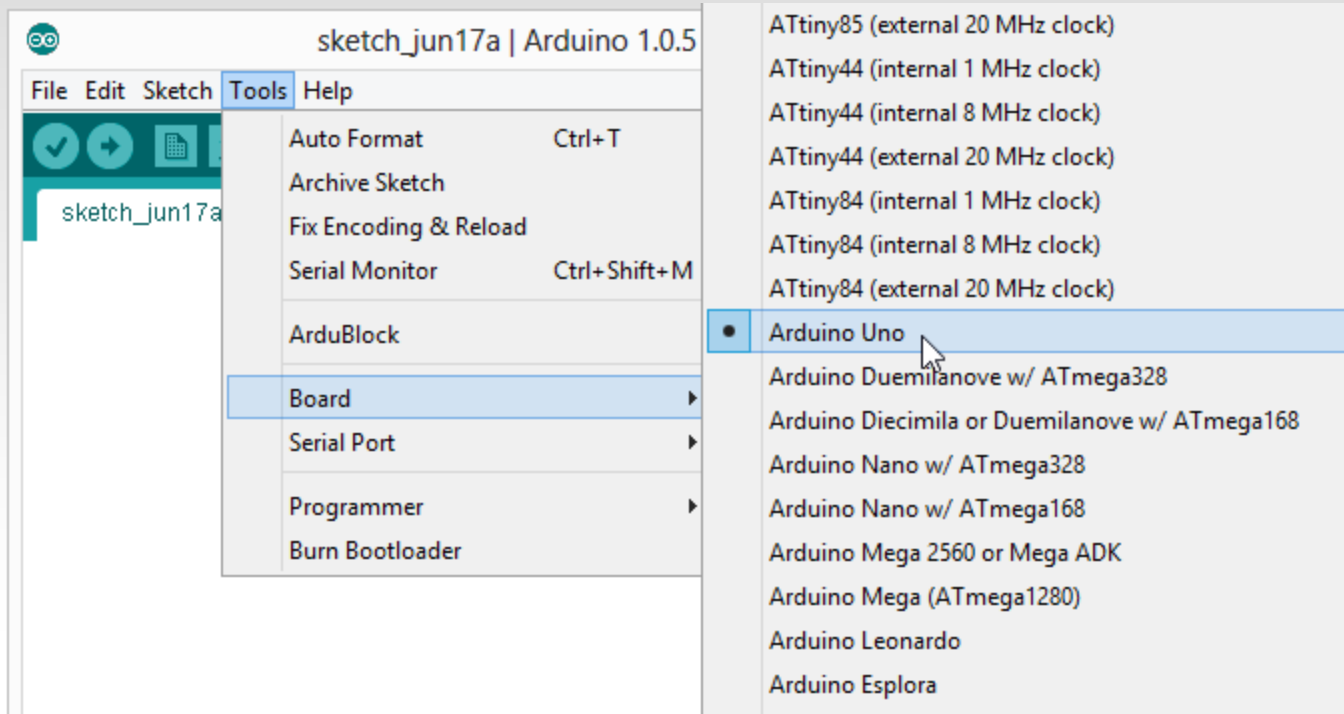 sketch_jun17a | Arduino 1.0.5
File Edit Sketch Tools Help
sketch_jun17a
Auto Format Ctrl+T
Archive Sketch
Fix Encoding & Reload
Serial Monitor Ctrl+Shift+M
ArduBlock
Board
Serial Port
Programmer
Burn Bootloader
ATtiny85 (external 20 MHz clock)
ATtiny44 (internal 1 MHz clock)
ATtiny44 (internal 8 MHz clock)
ATtiny44 (external 20 MHz clock)
ATtiny84 (internal 1 MHz clock)
ATtiny84 (internal 8 MHz clock)
ATtiny84 (external 20 MHz clock)
Arduino Uno
Arduino Duemilanove w/ ATmega328
Arduino Diecimila or Duemilanove w/ ATmega168
Arduino Nano w/ ATmega328
Arduino Nano w/ ATmega168
Arduino Mega 2560 or Mega ADK
Arduino Mega (ATmega1280)
Arduino Leonardo
Arduino Esplora